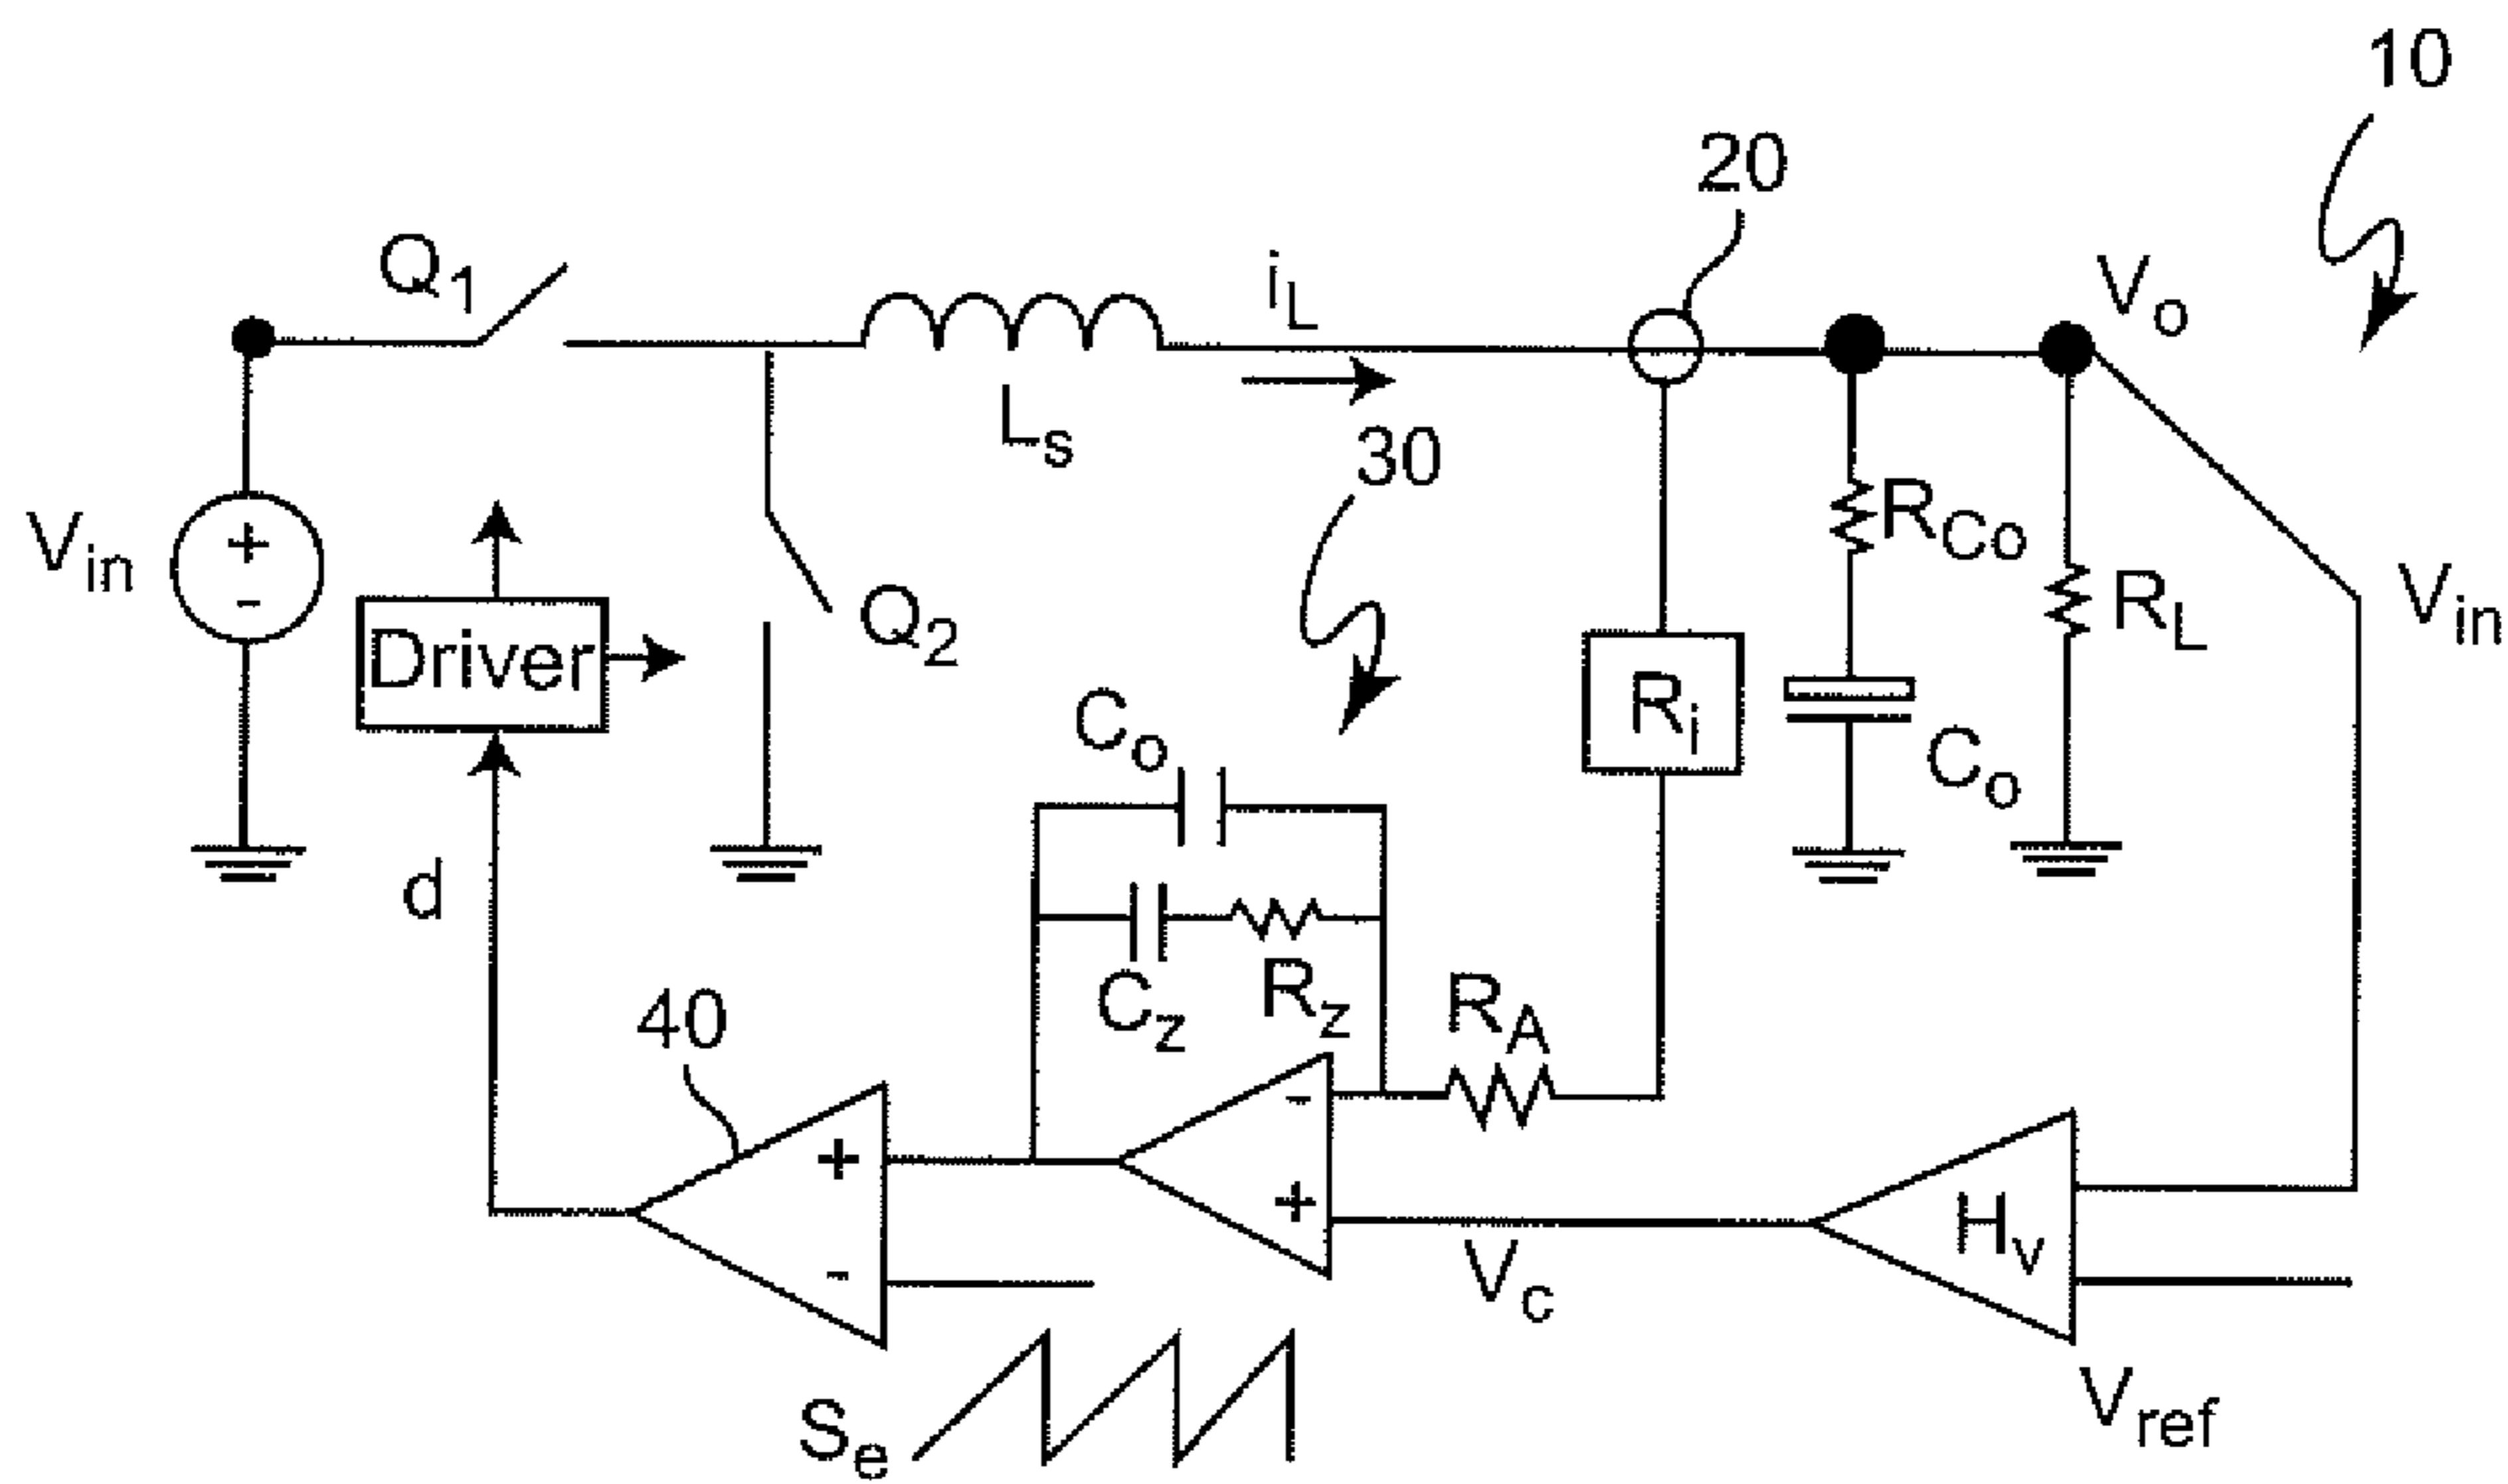 10
20
Q1
iL
Vo
Ls
30
Vin
+
-
Driver
Q2
RCo
RL
Vin
Ri
Co
Co
d
Cz
Rz
RA
40
+
-
+
-
Hv
Vc
Se
Vref